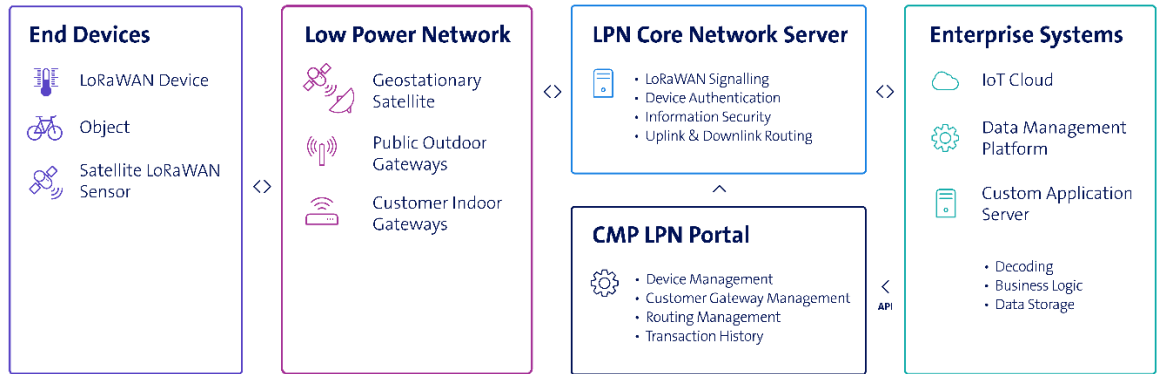 End Devices
LoRaWAN Device
Object
Satellite LoRaWAN
Sensor
<>
Low Power Network
Geostationary
Satellite
Public Outdoor
Gateways
Customer Indoor
Gateways
<>
LPN Core Network Server
• LoRaWAN Signalling
• Device Authentication
• Information Security
• Uplink & Downlink Routing
CMP LPN Portal
• Device Management
• Customer Gateway Management
• Routing Management
• Transaction History
<>
<
API
Enterprise Systems
IoT Cloud
Data Management
Platform
Custom Application
Server
• Decoding
• Business Logic
• Data Storage